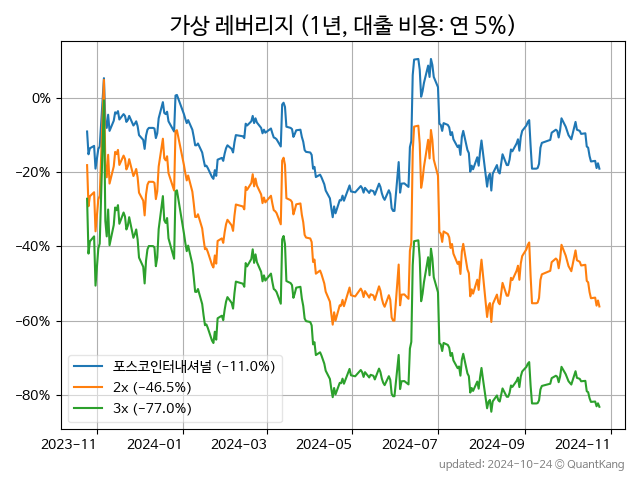 가상 레버리지 (1년, 대출 비용: 연 5%)
0%
−20%
−40%
−60%
−80%
포스코인터내셔널 (−11.0%)
2x (−46.5%)
3x (−77.0%)
2023−11 2024−01 2024−03 2024−05 2024−07 2024−09 2024−11
updated: 2024-10-24 © QuantKang